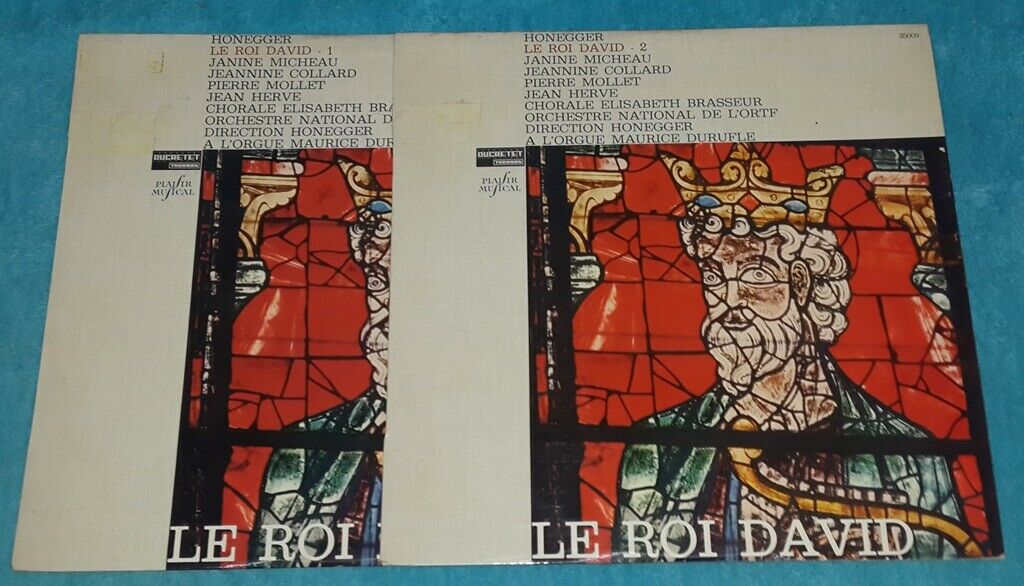 HONEGGER
LE ROI DAVID - 1
JANINE MICHEAU
JEANNINE COLLARD
PIERRE MOLLET
JEAN HERVE
CHORALE ELISABETH BRA
ORCHESTRE NATIONAL D
DIRECTION HONEGGER
A L'ORGUE MAURICE DUR
DUCRETET
THOMSON
PLAISIR
MUSICAL
LE ROI
HONEGGER
LE ROI DAVID - 2
JANINE MICHEAU
JEANNINE COLLARD
PIERRE MOLLET
JEAN HERVE
CHORALE ELISABETH BRASSEUR
ORCHESTRE NATIONAL DE L'ORTF
DIRECTION HONEGGER
A L'ORGUE MAURICE DURUFLE
35009
DUCRETET
THOMSON
PLAISIR
MUSICAL
LE ROI DAVID